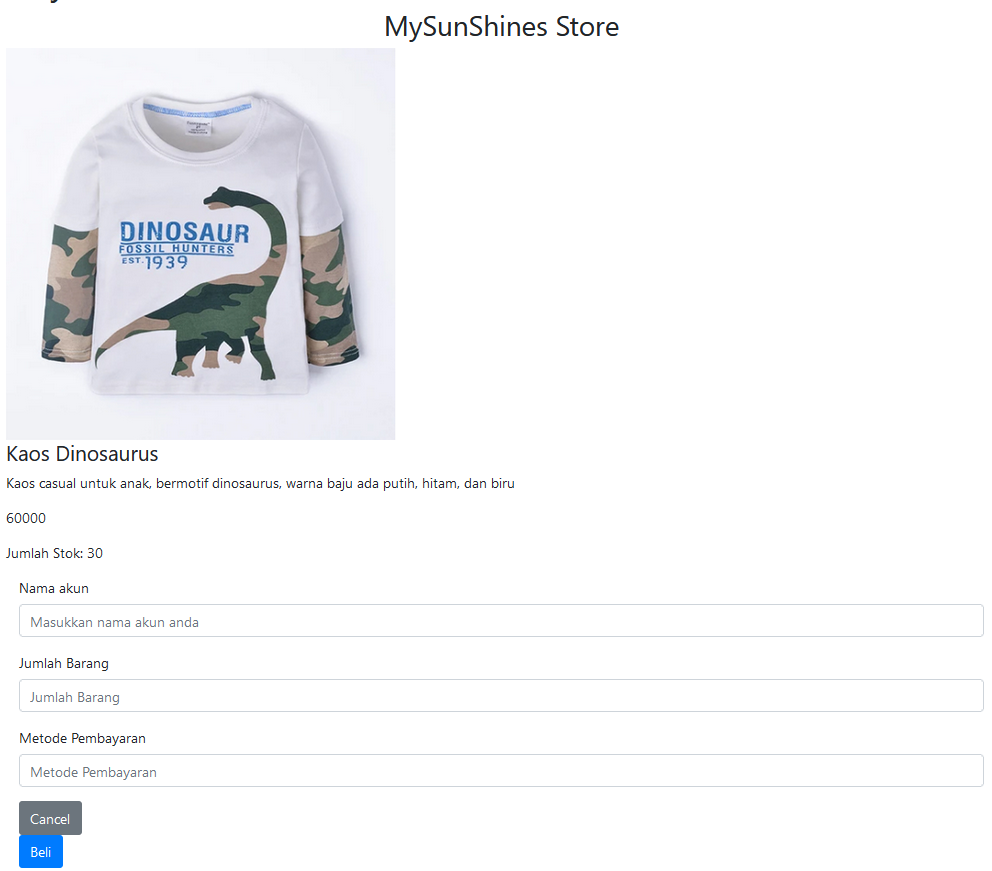 MySunShines Store
DINOSAUR
FOSSIL HUNTERS
EST. 1939
Kaos Dinosaurus
Kaos casual untuk anak, bermotif dinosaurus, warna baju ada putih, hitam, dan biru
60000
Jumlah Stok: 30
Nama akun
Masukkan nama akun anda
Jumlah Barang
Jumlah Barang
Metode Pembayaran
Metode Pembayaran
Cancel
Beli